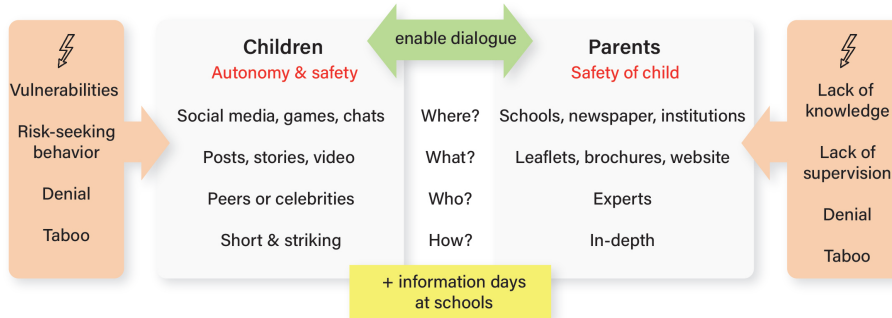 enable dialogue
Children
Parents
Autonomy & safety
Safety of child
Vulnerabilities
Risk-seeking
behavior
Denial
Taboo
Social media, games, chats
Where?
Schools, newspaper, institutions
Posts, stories, video
What?
Leaflets, brochures, website
Peers or celebrities
Who?
Experts
Short & striking
How?
In-depth
Lack of
knowledge
Lack of
supervision
Denial
Taboo
+ information days
at schools